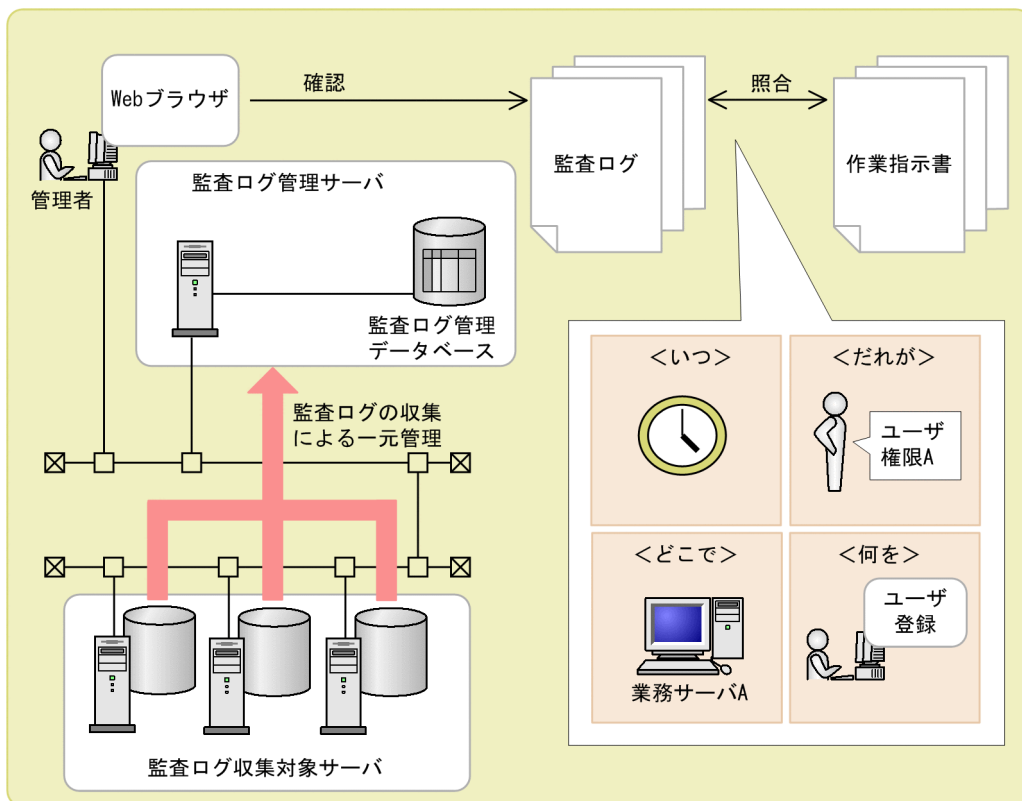 Webブラウザ
確認
照合
監査ログ
作業指示書
管理者
監査ログ管理サーバ
監査ログ管理
データベース
監査ログの収集
による一元管理
監査ログ収集対象サーバ
＜いつ＞
＜だれが＞
ユーザ
権限A
＜どこで＞
業務サーバA
＜何を＞
ユーザ
登録